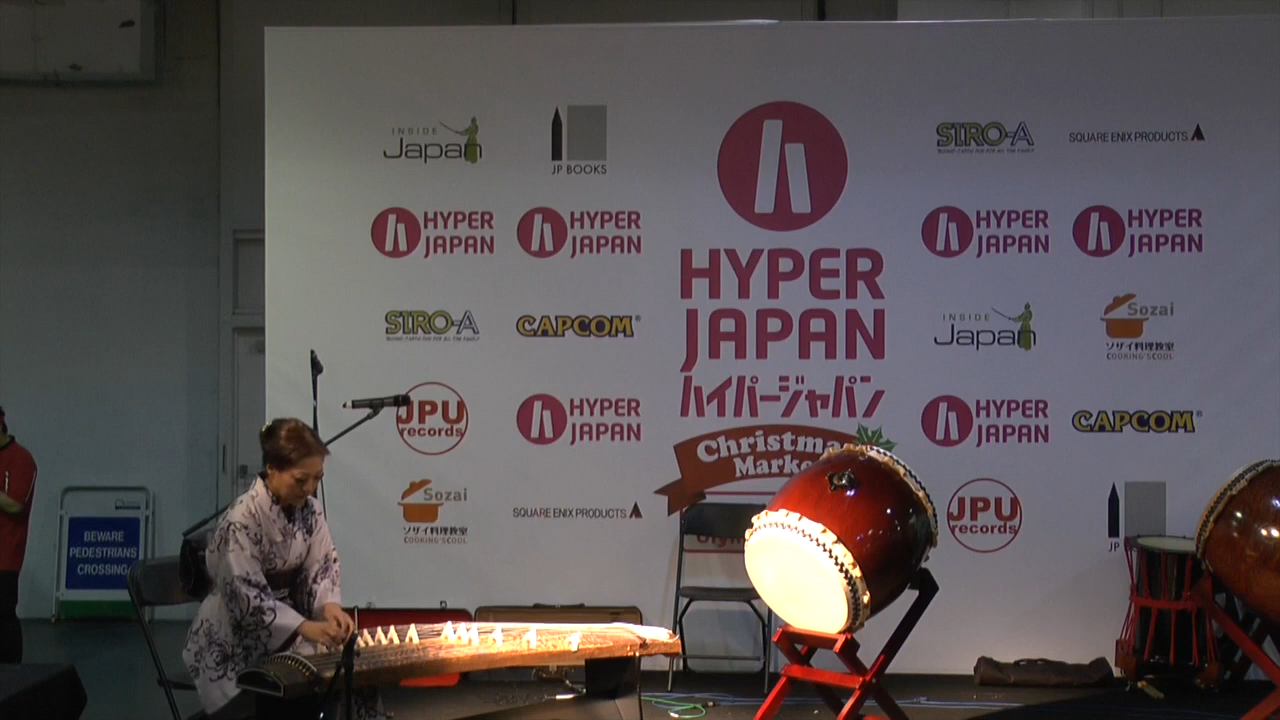 INSIDE
Japan
JP BOOKS
SIRO-A
SQUARE ENIX PRODUCTS
HYPER
JAPAN
HYPER
JAPAN
HYPER
JAPAN
HYPER
JAPAN
HYPER
JAPAN
ハイパージャパン
Christmas
Marke
SIRO-A
CAPCOM®
INSIDE
Japan
Sozai
ソザイ料理教室
COOKING'SCOOL
JPU
records
HYPER
JAPAN
HYPER
JAPAN
CAPCOM®
Sozai
ソザイ料理教室
COOKING'SCOOL
SQUARE ENIX PRODUCTS
JPU
records
JP
BEWARE
PEDESTRIANS
CROSSING